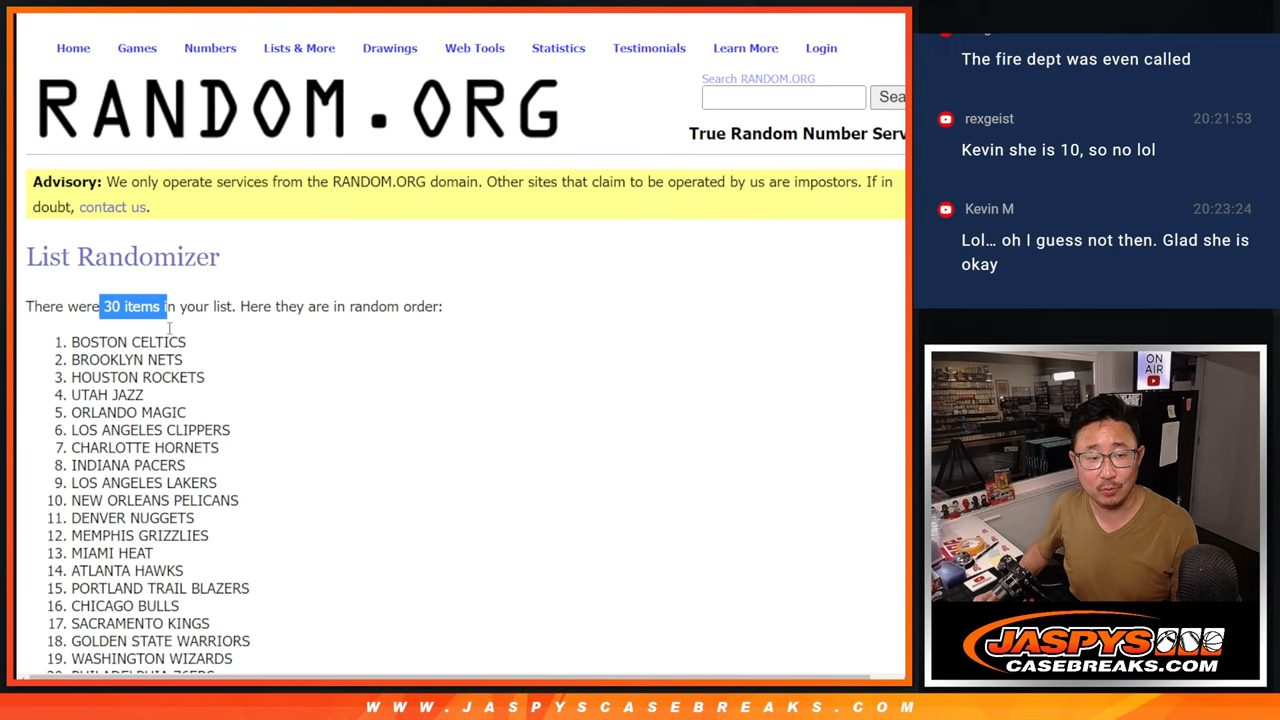 Home Games Numbers Lists & More Drawings Web Tools Statistics Testimonials Learn More Login
RANDOM.ORG
Search RANDOM.ORG
Sea
True Random Number Serv
Advisory: We only operate services from the RANDOM.ORG domain. Other sites that claim to be operated by us are impostors. If in
doubt, contact us.
List Randomizer
There were 30 items in your list. Here they are in random order:
1. BOSTON CELTICS
2. BROOKLYN NETS
3. HOUSTON ROCKETS
4. UTAH JAZZ
5. ORLANDO MAGIC
6. LOS ANGELES CLIPPERS
7. CHARLOTTE HORNETS
8. INDIANA PACERS
9. LOS ANGELES LAKERS
10. NEW ORLEANS PELICANS
11. DENVER NUGGETS
12. MEMPHIS GRIZZLIES
13. MIAMI HEAT
14. ATLANTA HAWKS
15. PORTLAND TRAIL BLAZERS
16. CHICAGO BULLS
17. SACRAMENTO KINGS
18. GOLDEN STATE WARRIORS
19. WASHINGTON WIZARDS
20. PHILADELPHIA 76ERS
The fire dept was even called
rexgeist 20:21:53
Kevin she is 10, so no lol
Kevin M 20:23:24
Lol... oh I guess not then. Glad she is
okay
ON
AIR
JASPYS
CASEBREAKS.COM
WWW.JASPYSCASEBREAKS.COM